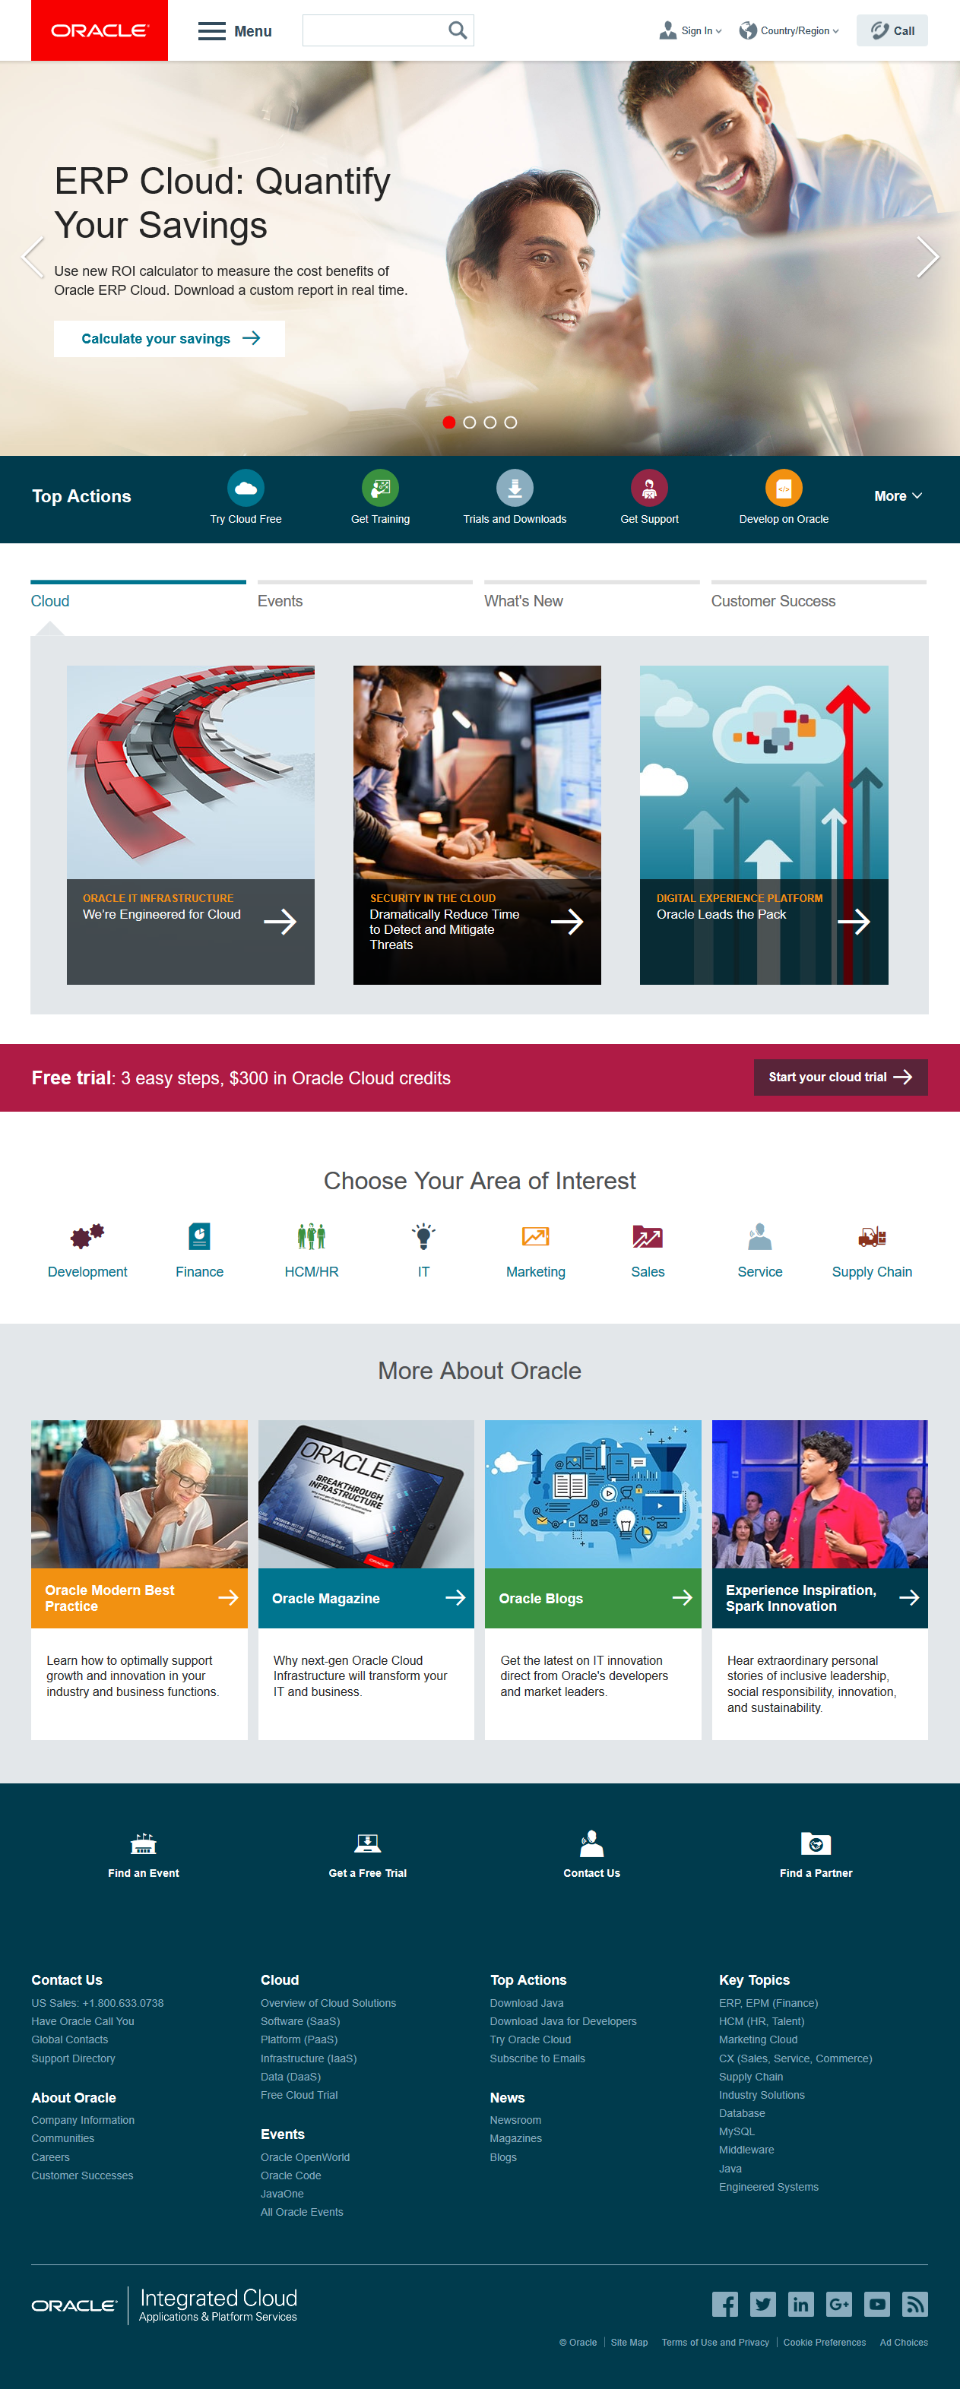 ORACLE
Menu
Sign In
Country/Region
Call
ERP Cloud: Quantify
Your Savings
Use new ROI calculator to measure the cost benefits of
Oracle ERP Cloud. Download a custom report in real time.
Calculate your savings
Top Actions
Try Cloud Free
Get Training
Trials and Downloads
Get Support
Develop on Oracle
More
Cloud
Events
What's New
Customer Success
ORACLE IT INFRASTRUCTURE
We're Engineered for Cloud
SECURITY IN THE CLOUD
Dramatically Reduce Time
to Detect and Mitigate
Threats
DIGITAL EXPERIENCE PLATFORM
Oracle Leads the Pack
Free trial: 3 easy steps, $300 in Oracle Cloud credits
Start your cloud trial
Choose Your Area of Interest
Development
Finance
HCM/HR
IT
Marketing
Sales
Service
Supply Chain
More About Oracle
ORACLE
BREAKTHROUGH
INFRASTRUCTURE
Oracle Modern Best
Practice
Learn how to optimally support
growth and innovation in your
industry and business functions.
Oracle Magazine
Why next-gen Oracle Cloud
Infrastructure will transform your
IT and business.
Oracle Blogs
Get the latest on IT innovation
direct from Oracle's developers
and market leaders.
Experience Inspiration,
Spark Innovation
Hear extraordinary personal
stories of inclusive leadership,
social responsibility, innovation,
and sustainability.
Find an Event
Get a Free Trial
Contact Us
Find a Partner
Contact Us
US Sales: +1.800.633.0738
Have Oracle Call You
Global Contacts
Support Directory
About Oracle
Company Information
Communities
Careers
Customer Successes
Cloud
Overview of Cloud Solutions
Software (SaaS)
Platform (PaaS)
Infrastructure (IaaS)
Data (DaaS)
Free Cloud Trial
Events
Oracle OpenWorld
Oracle Code
JavaOne
All Oracle Events
Top Actions
Download Java
Download Java for Developers
Try Oracle Cloud
Subscribe to Emails
News
Newsroom
Magazines
Blogs
Key Topics
ERP, EPM (Finance)
HCM (HR, Talent)
Marketing Cloud
CX (Sales, Service, Commerce)
Supply Chain
Industry Solutions
Database
MySQL
Middleware
Java
Engineered Systems
ORACLE
Integrated Cloud
Applications & Platform Services
© Oracle
Site Map
Terms of Use and Privacy
Cookie Preferences
Ad Choices